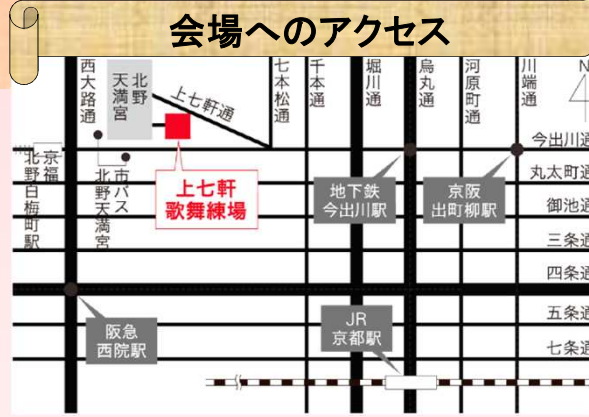 会場へのアクセス
西大路通
北野
天満宮
上七軒通
七本松通
千本通
堀川通
烏丸通
河原町通
川端通
N
今出川通
丸太町通
御池通
三条通
四条通
五条通
七条通
京福
北野白梅町駅
市バス
北野天満宮
上七軒
歌舞練場
地下鉄
今出川駅
京阪
出町柳駅
阪急
西院駅
JR
京都駅